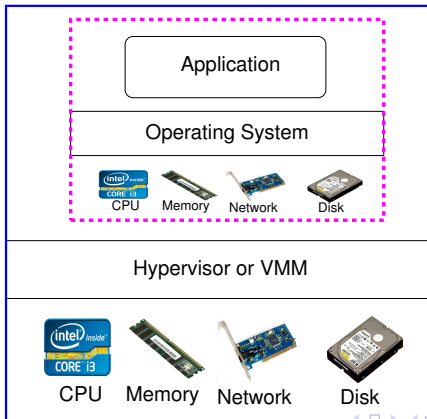 Application
Operating System
intel inside
CORE i3
CPU Memory Network Disk
Hypervisor or VMM
intel inside
CORE i3
CPU Memory Network Disk